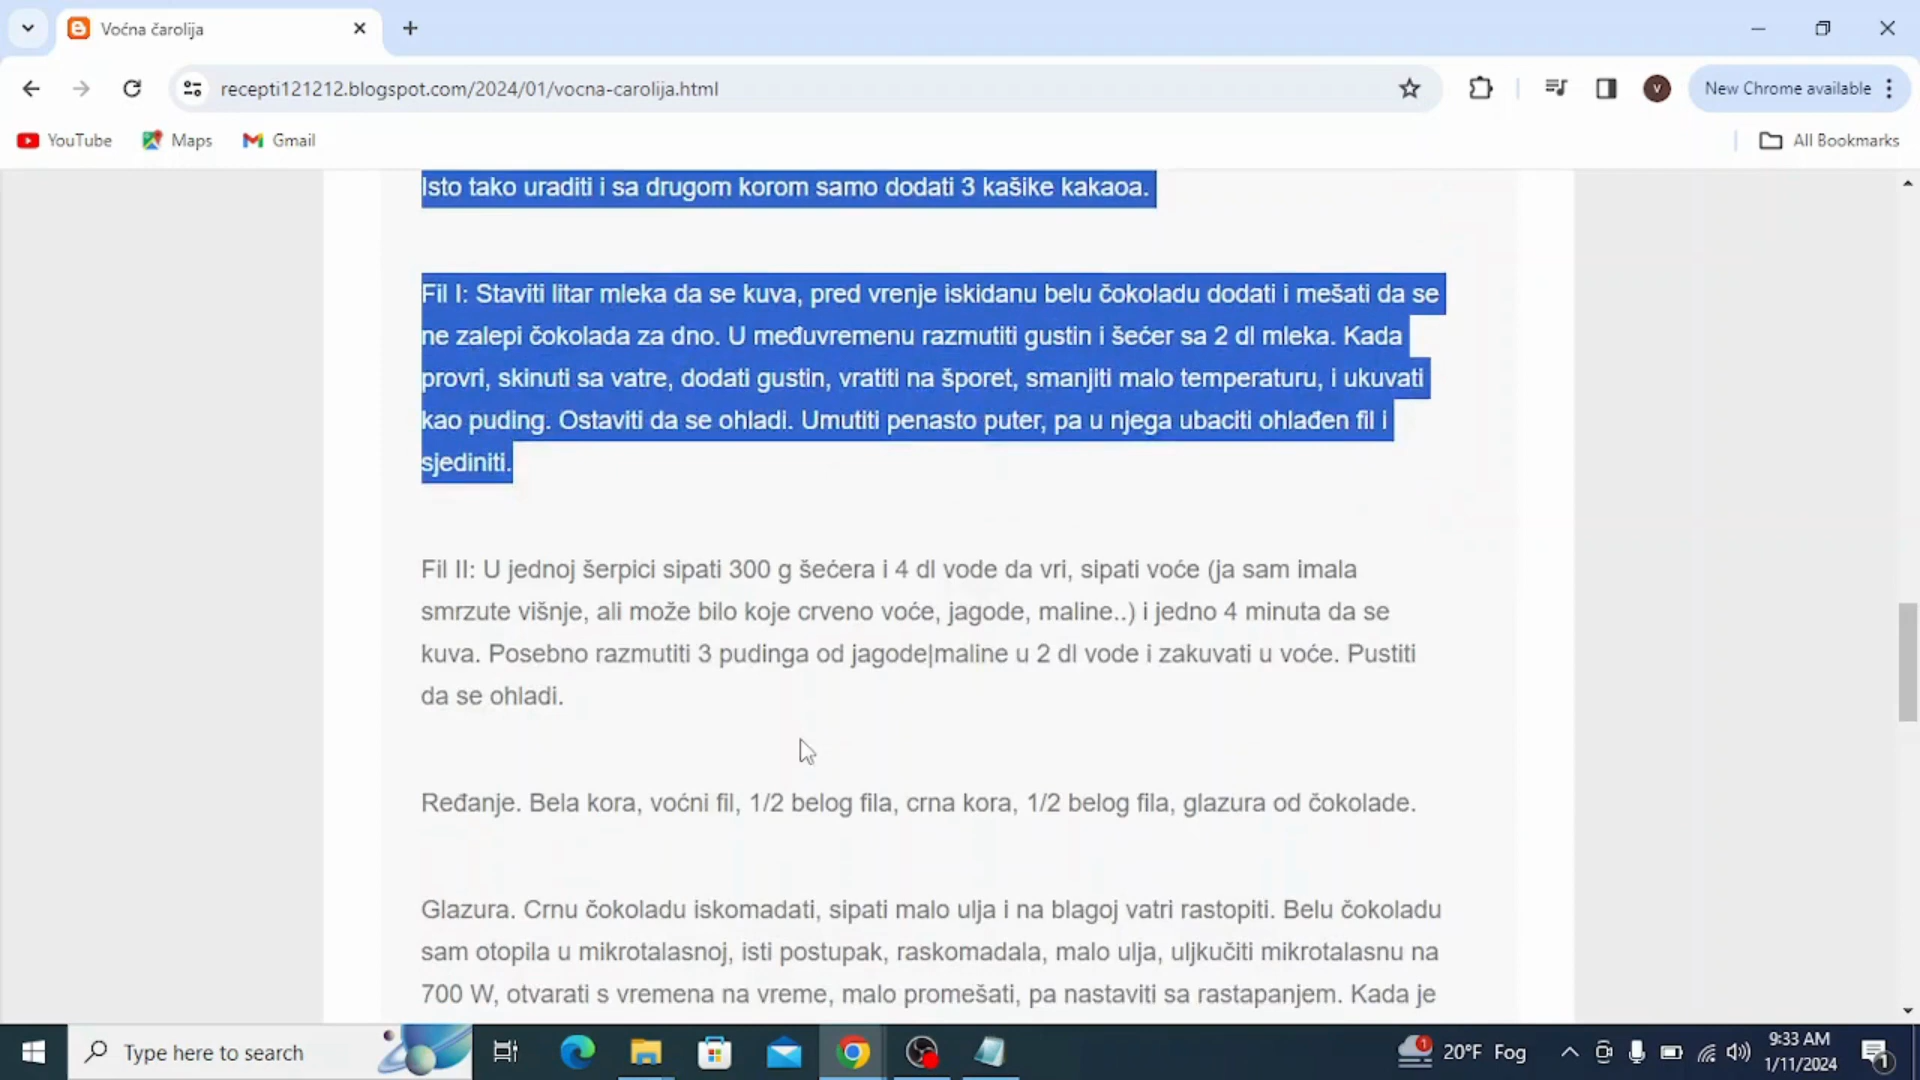 Voćna čarolija
recepti121212.blogspot.com/2024/01/vocna-carolija.html
V
New Chrome available
YouTube
Maps
Gmail
All Bookmarks
Isto tako uraditi i sa drugom korom samo dodati 3 kašike kakaoa.
Fil I: Staviti litar mleka da se kuva, pred vrenje iskidanu belu čokoladu dodati i mešati da se
ne zalepi čokolada za dno. U međuvremenu razmutiti gustin i šećer sa 2 dl mleka. Kada
provri, skinuti sa vatre, dodati gustin, vratiti na šporet, smanjiti malo temperaturu, i ukuvati
kao puding. Ostaviti da se ohladi. Umutiti penasto puter, pa u njega ubaciti ohlađen fil i
sjediniti.
Fil II: U jednoj šerpici sipati 300 g šećera i 4 dl vode da vri, sipati voće (ja sam imala
smrzute višnje, ali može bilo koje crveno voće, jagode, maline..) i jedno 4 minuta da se
kuva. Posebno razmutiti 3 pudinga od jagode|maline u 2 dl vode i zakuvati u voće. Pustiti
da se ohladi.
Ređanje. Bela kora, voćni fil, 1/2 belog fila, crna kora, 1/2 belog fila, glazura od čokolade.
Glazura. Crnu čokoladu iskomadati, sipati malo ulja i na blagoj vatri rastopiti. Belu čokoladu
sam otopila u mikrotalasnoj, isti postupak, raskomadala, malo ulja, uljkučiti mikrotalasnu na
700 W, otvarati s vremena na vreme, malo promešati, pa nastaviti sa rastapanjem. Kada je
Type here to search
1
20°F Fog
9:33 AM
1/11/2024
1